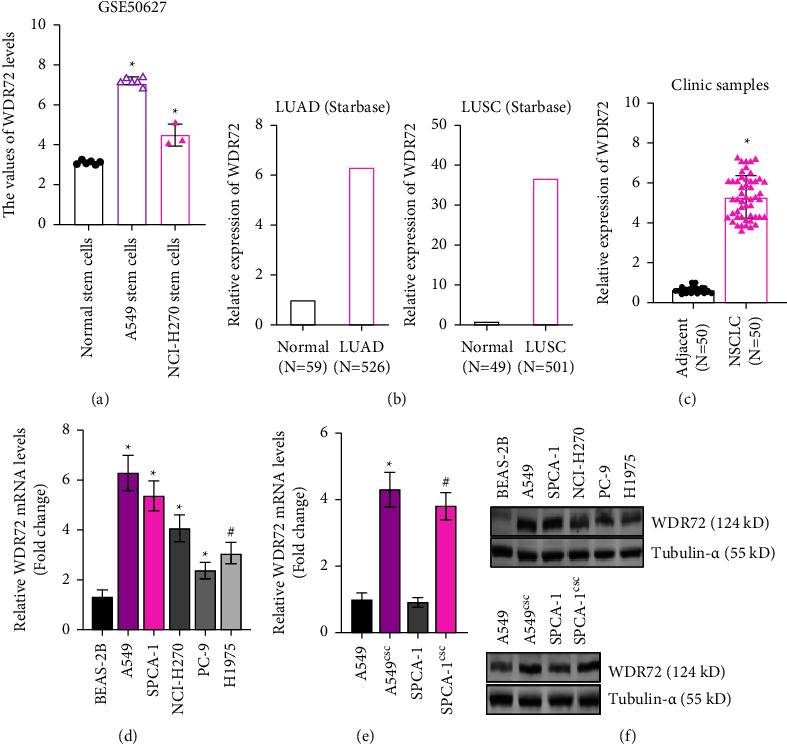 GSE50627
The values of WDR72 levels
10
8
6
4
2
0
*
*
Normal stem cells
A549 stem cells
NCI-H270 stem cells
(a)
LUAD (Starbase)
Relative expression of WDR72
8
6
4
2
0
Normal
(N=59)
LUAD
(N=526)
LUSC (Starbase)
Relative expression of WDR72
50
40
30
20
10
0
Normal
(N=49)
LUSC
(N=501)
(b)
Clinic samples
Relative expression of WDR72
10
8
6
4
2
0
*
Adjacent
(N=50)
NSCLC
(N=50)
(c)
Relative WDR72 mRNA levels
(Fold change)
8
6
4
2
0
*
*
*
*
#
BEAS-2B
A549
SPCA-1
NCI-H270
PC-9
H1975
(d)
Relative WDR72 mRNA levels
(Fold change)
6
4
2
0
*
#
A549
A549csc
SPCA-1
SPCA-1csc
(e)
BEAS-2B
A549
SPCA-1
NCI-H270
PC-9
H1975
WDR72 (124 kD)
Tubulin-α (55 kD)
A549
A549csc
SPCA-1
SPCA-1csc
WDR72 (124 kD)
Tubulin-α (55 kD)
(f)